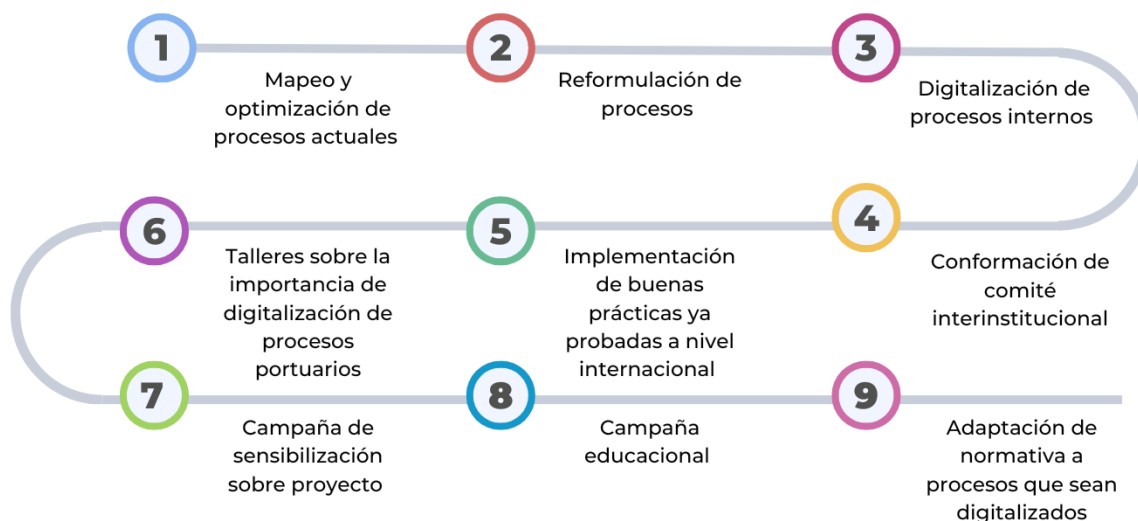 1
Mapeo y
optimización de
procesos actuales
2
Reformulación de
procesos
3
Digitalización de
procesos internos
4
Conformación de
comité
interinstitucional
5
Implementación
de buenas
prácticas ya
probadas a nivel
internacional
6
Talleres sobre la
importancia de
digitalización de
procesos
portuarios
7
Campaña de
sensibilización
sobre proyecto
8
Campaña
educacional
9
Adaptación de
normativa a
procesos que sean
digitalizados